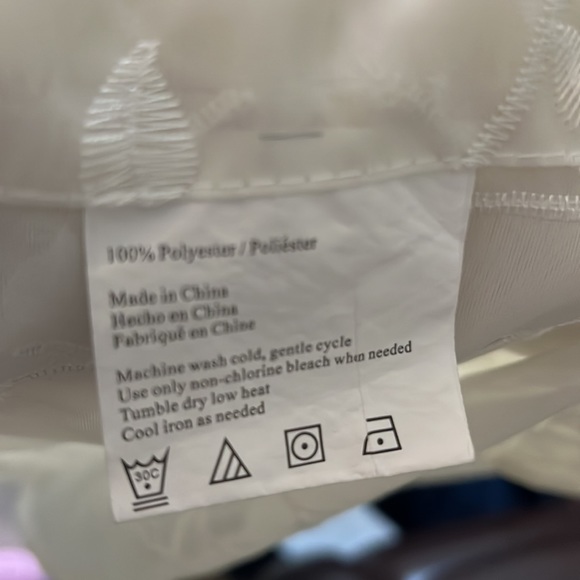 100% Polyester / Poliéster
Made in China
Hecho en China
Fabriqué en Chine
Machine wash cold, gentle cycle
Use only non-chlorine bleach when needed
Tumble dry low heat
Cool iron as needed
30C